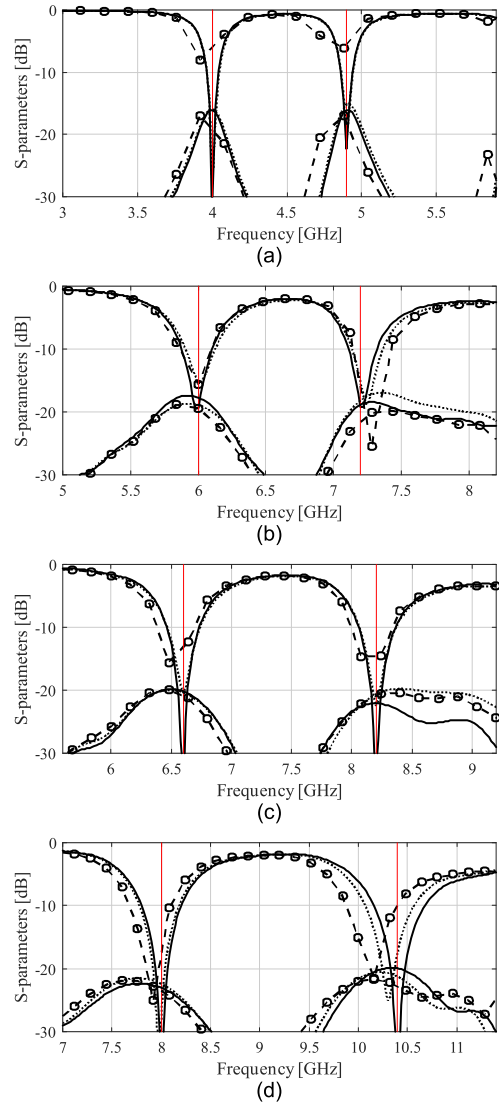 0
-10
-20
-30
S-parameters [dB]
3 3.5 4 4.5 5 5.5
Frequency [GHz]
(a)
0
-10
-20
-30
S-parameters [dB]
5 5.5 6 6.5 7 7.5 8
Frequency [GHz]
(b)
0
-10
-20
-30
S-parameters [dB]
6 6.5 7 7.5 8 8.5 9
Frequency [GHz]
(c)
0
-10
-20
-30
S-parameters [dB]
7 7.5 8 8.5 9 9.5 10 10.5 11
Frequency [GHz]
(d)